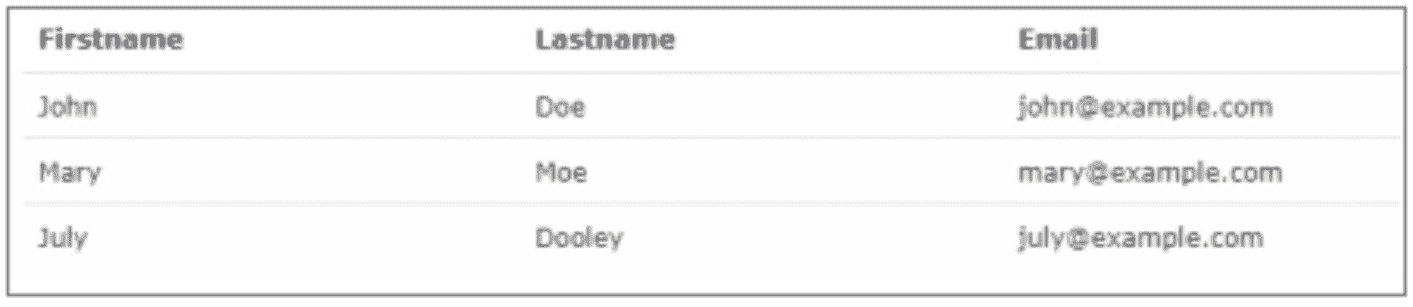 Firstname Lastname Email
John Doe john@example.com
Mary Moe mary@example.com
July Dooley july@example.com